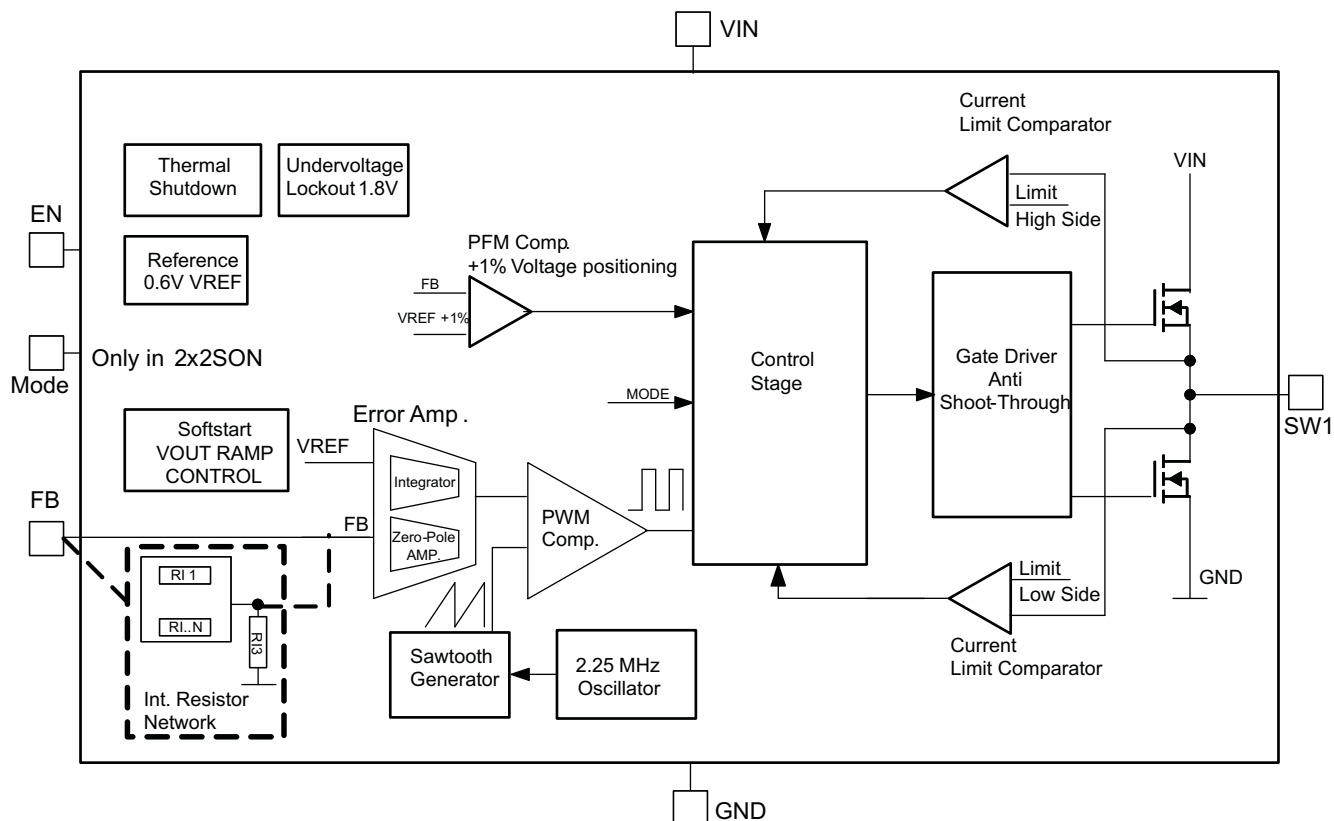 VIN
Current
Limit Comparator
Thermal
Shutdown
Undervoltage
Lockout 1.8V
VIN
Limit
High Side
EN
Reference
0.6V VREF
PFM Comp.
+1% Voltage positioning
FB
VREF +1%
Mode
Only in 2x2SON
Control
Stage
Gate Driver
Anti
Shoot-Through
MODE
SW1
Softstart
VOUT RAMP
CONTROL
Error Amp .
VREF
Integrator
FB
FB
Zero-Pole
AMP.
PWM
Comp.
RI 1
RI..N
RI3
Int. Resistor
Network
Sawtooth
Generator
2.25 MHz
Oscillator
Limit
Low Side
GND
Current
Limit Comparator
GND